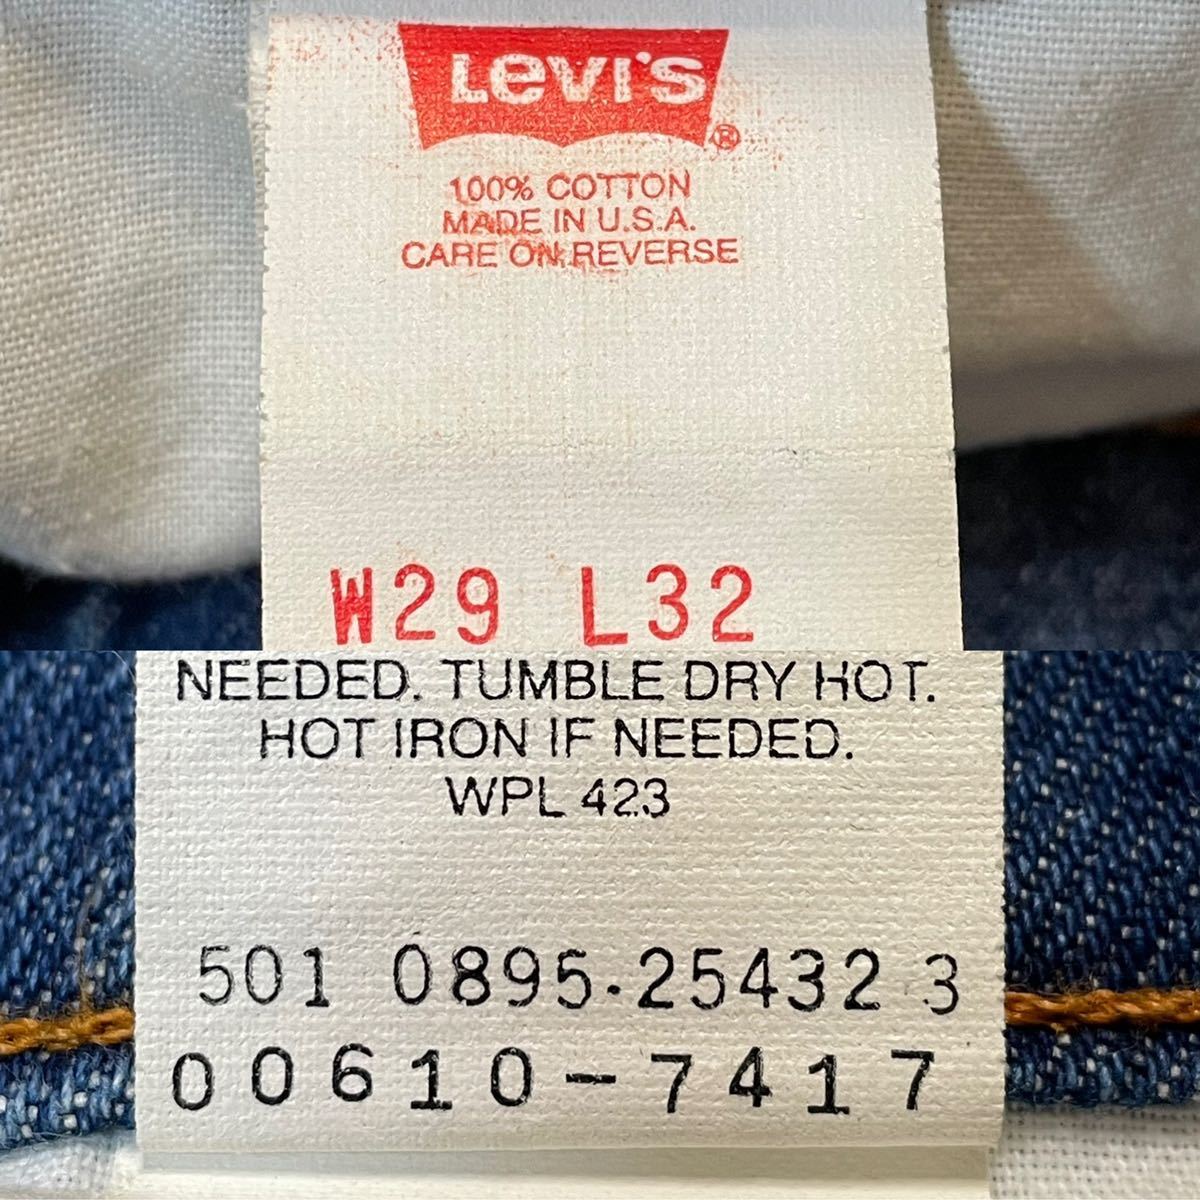 Levi's®
100% COTTON
MADE IN U.S.A.
CARE ON REVERSE
W29 L32
NEEDED. TUMBLE DRY HOT.
HOT IRON IF NEEDED.
WPL 423
501 0895-25432 3
00610-7417